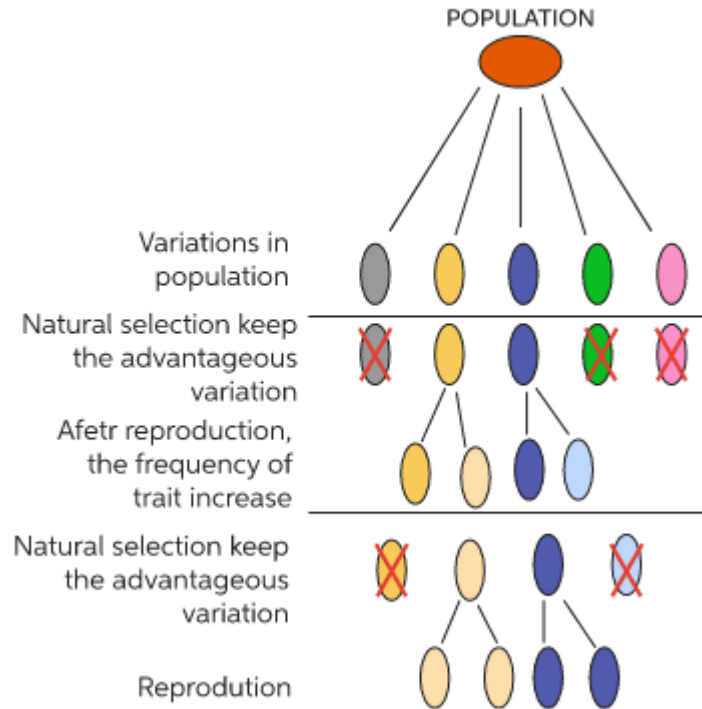 POPULATION
Variations in
population
Natural selection keep
the advantageous
variation
Afetr reproduction,
the frequency of
trait increase
Natural selection keep
the advantageous
variation
Reprodution